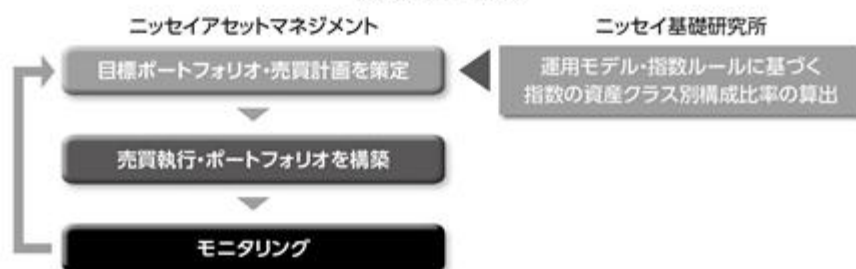 ニッセイアセットマネジメント
ニッセイ基礎研究所
目標ポートフォリオ・売買計画を策定
運用モデル・指数ルールに基づく
指数の資産クラス別構成比率の算出
売買執行・ポートフォリオを構築
モニタリング